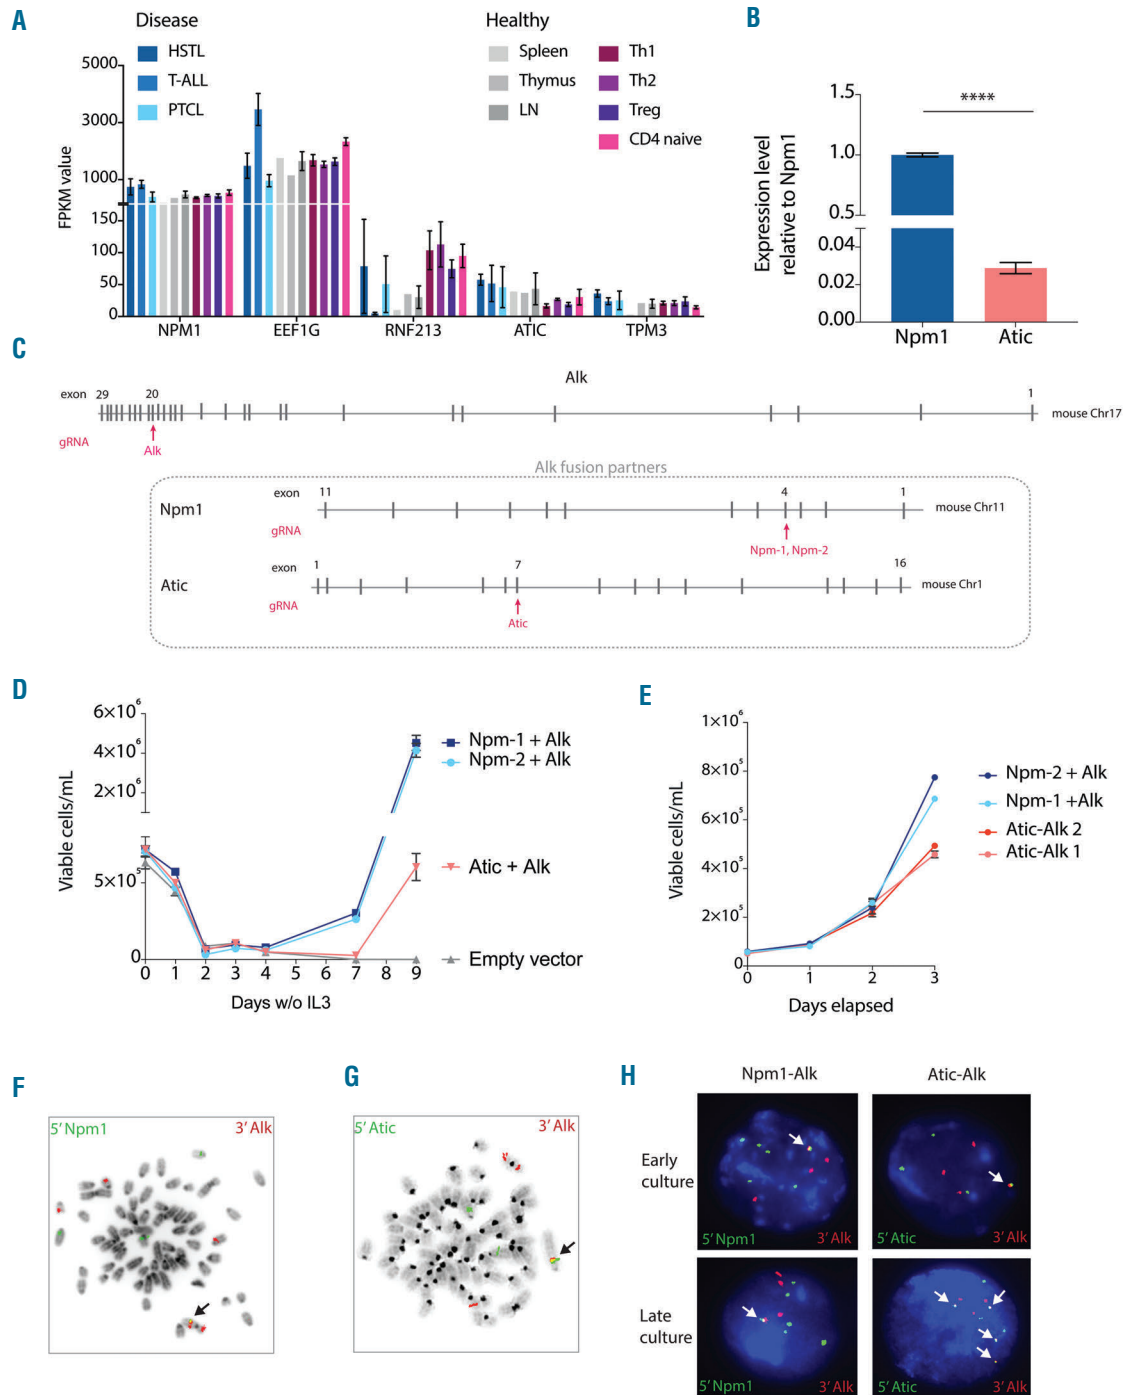 A
Disease
HSTL
T-ALL
PTCL
Healthy
Spleen
Thymus
LN
Th1
Th2
Treg
CD4 naive
FPKM value
5000
3000
1000
150
100
50
0
NPM1 EEF1G RNF213 ATIC TPM3
B
Expression level
relative to Npm1
1.5
1.0
0.5
0.04
0.02
0.00
****
Npm1 Atic
C
Alk
exon 29 20 1
mouse Chr17
gRNA
Alk
Alk fusion partners
Npm1
exon 11 4 1
mouse Chr11
gRNA
Npm-1, Npm-2
Atic
exon 1 7 16
mouse Chr1
gRNA
Atic
D
Viable cells/mL
6×10⁶
4×10⁶
2×10⁶
5×10⁵
0
0 1 2 3 4 7 8 9
Days w/o IL3
Npm-1 + Alk
Npm-2 + Alk
Atic + Alk
Empty vector
E
Viable cells/mL
1×10⁶
8×10⁵
6×10⁵
4×10⁵
2×10⁵
0
0 1 2 3
Days elapsed
Npm-2 + Alk
Npm-1 +Alk
Atic-Alk 2
Atic-Alk 1
F
5′ Npm1 3′ Alk
G
5′ Atic 3′ Alk
H
Npm1-Alk Atic-Alk
Early
culture
5′ Npm1 3′ Alk
5′ Atic 3′ Alk
Late
culture
5′ Npm1 3′ Alk
5′ Atic 3′ Alk